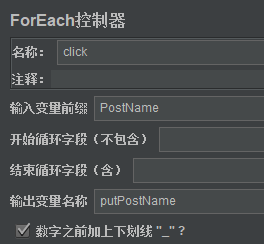 ForEach控制器
名称： click
注释：
输入变量前缀 PostName
开始循环字段（不包含）
结束循环字段（含）
输出变量名称 putPostName
数字之前加上下划线 "_" ?